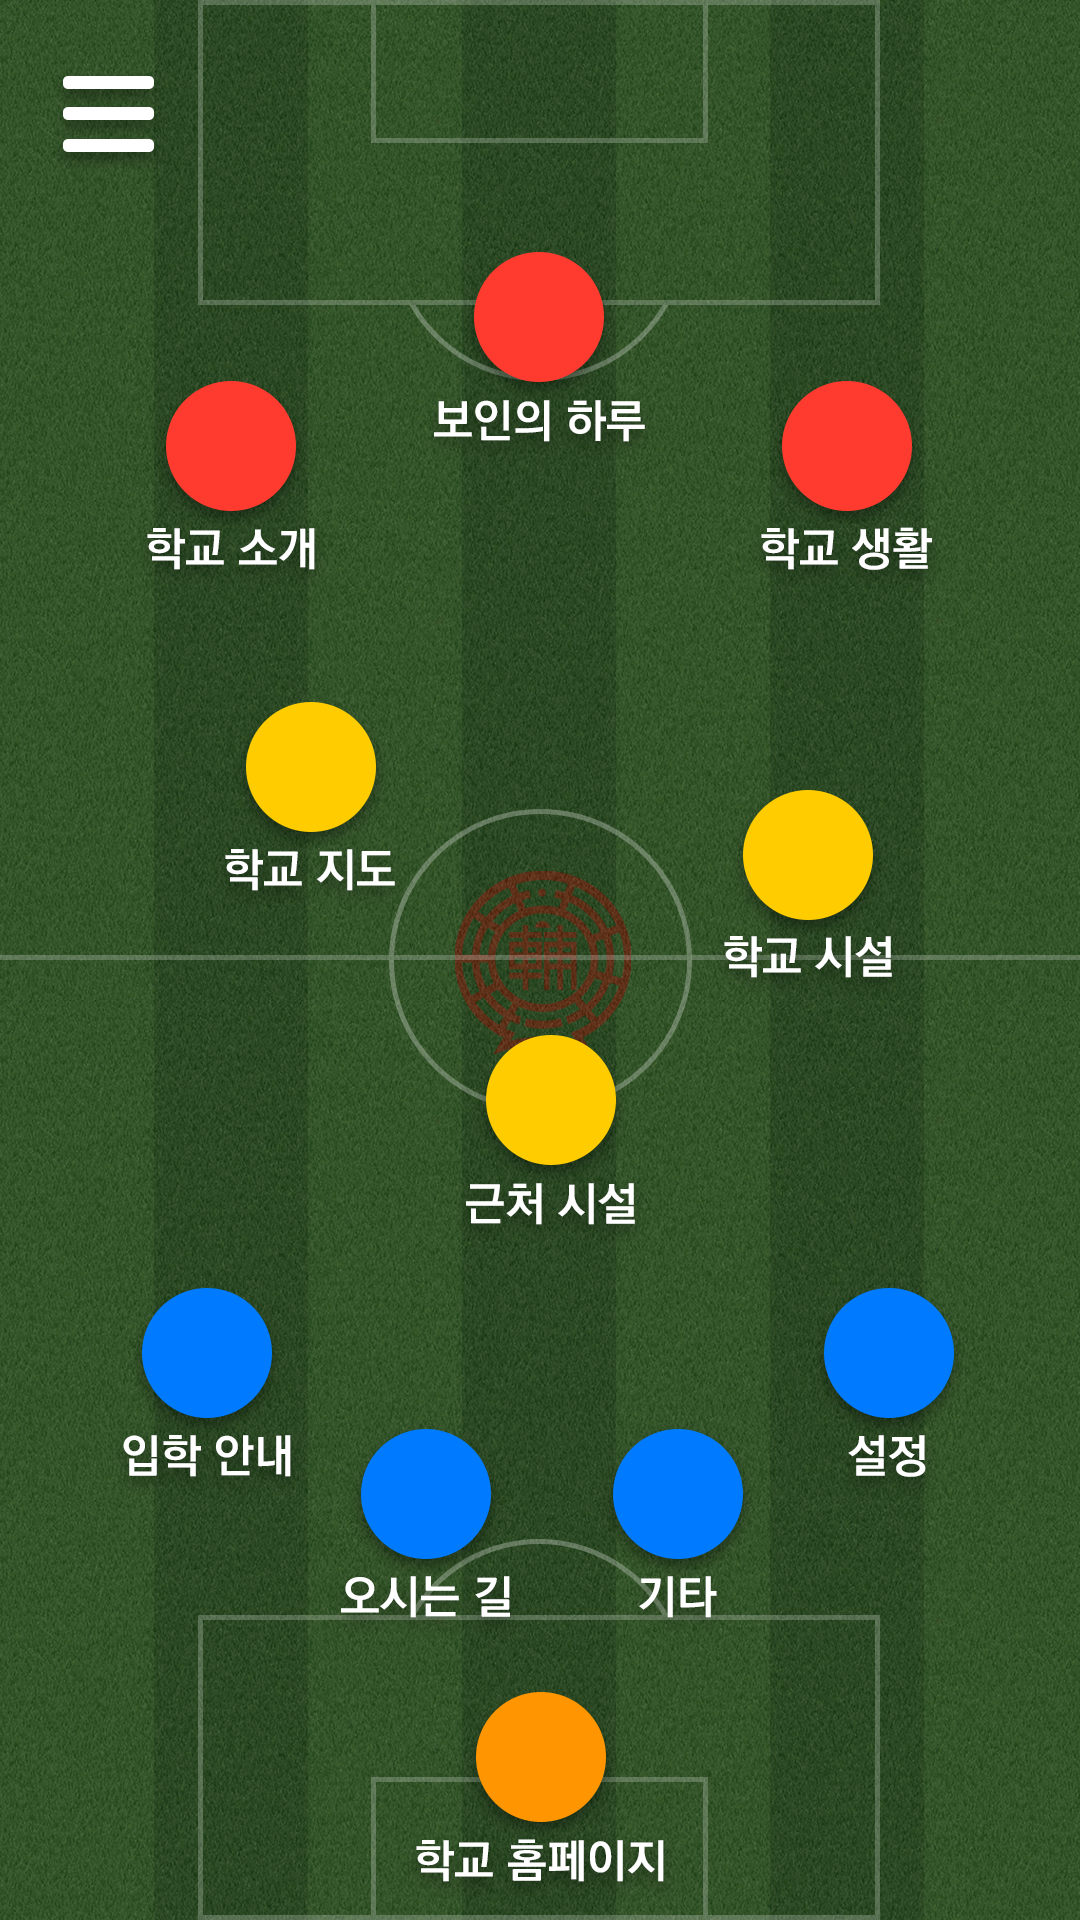 보인의 하루
학교 소개
학교 생활
학교 지도
학교 시설
輔
근처 시설
입학 안내
설정
오시는 길
기타
학교 홈페이지